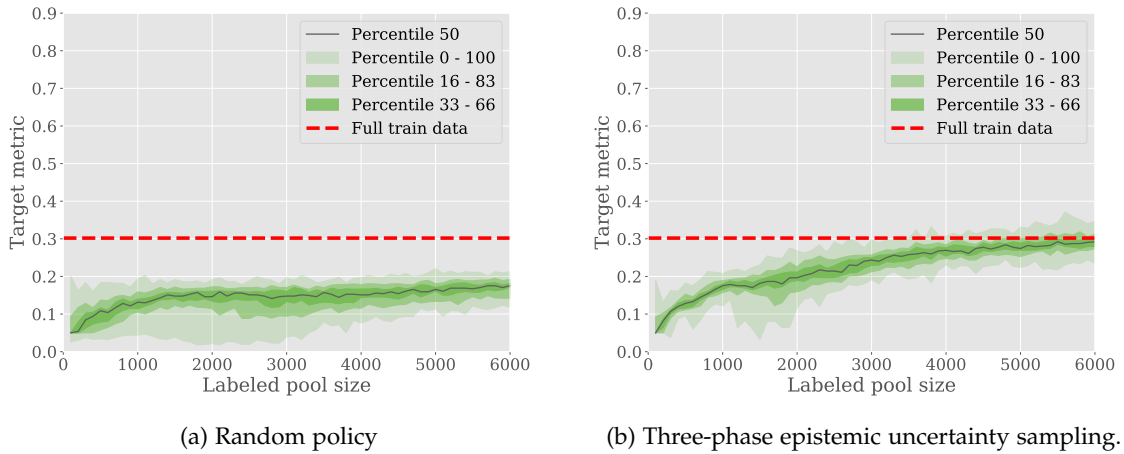 0.9
0.8
0.7
0.6
0.5
0.4
0.3
0.2
0.1
0.0
Target metric
Percentile 50
Percentile 0 - 100
Percentile 16 - 83
Percentile 33 - 66
Full train data
0 1000 2000 3000 4000 5000 6000
Labeled pool size
(a) Random policy
0.9
0.8
0.7
0.6
0.5
0.4
0.3
0.2
0.1
0.0
Target metric
Percentile 50
Percentile 0 - 100
Percentile 16 - 83
Percentile 33 - 66
Full train data
0 1000 2000 3000 4000 5000 6000
Labeled pool size
(b) Three-phase epistemic uncertainty sampling.